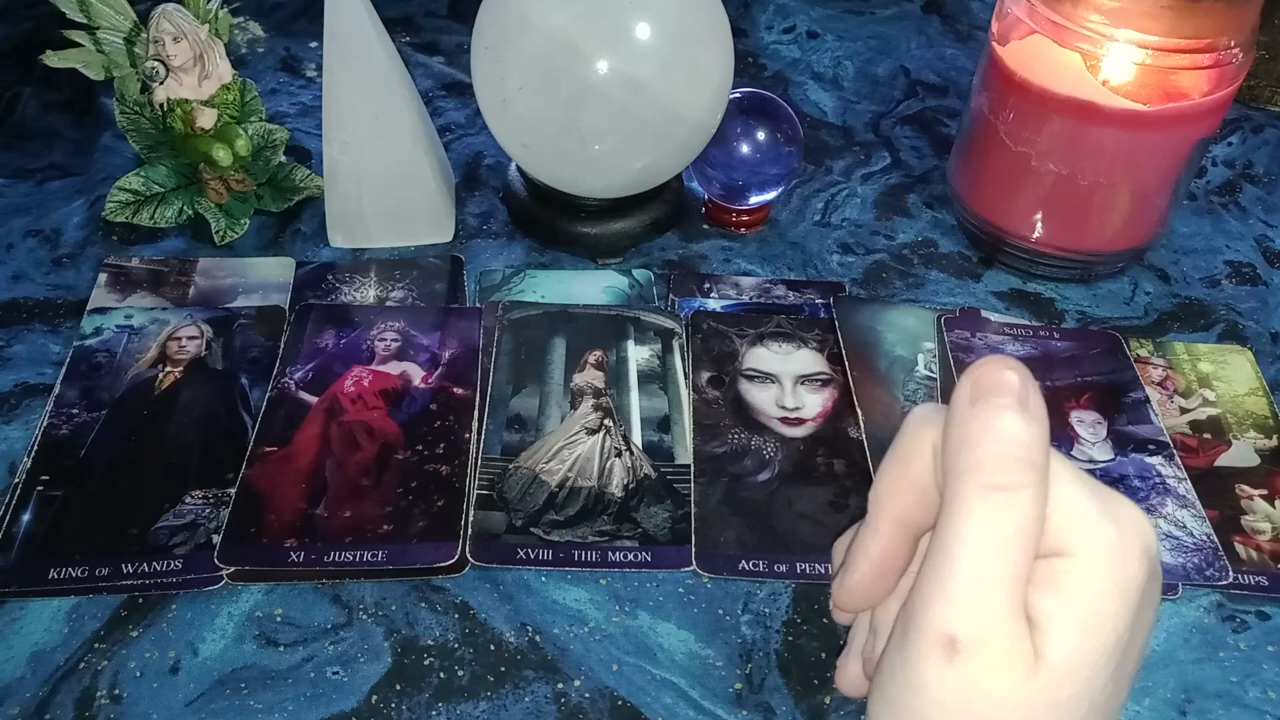 KING OF WANDS
XI - JUSTICE
XVIII - THE MOON
ACE OF PENT
4 OF CUPS
CUPS